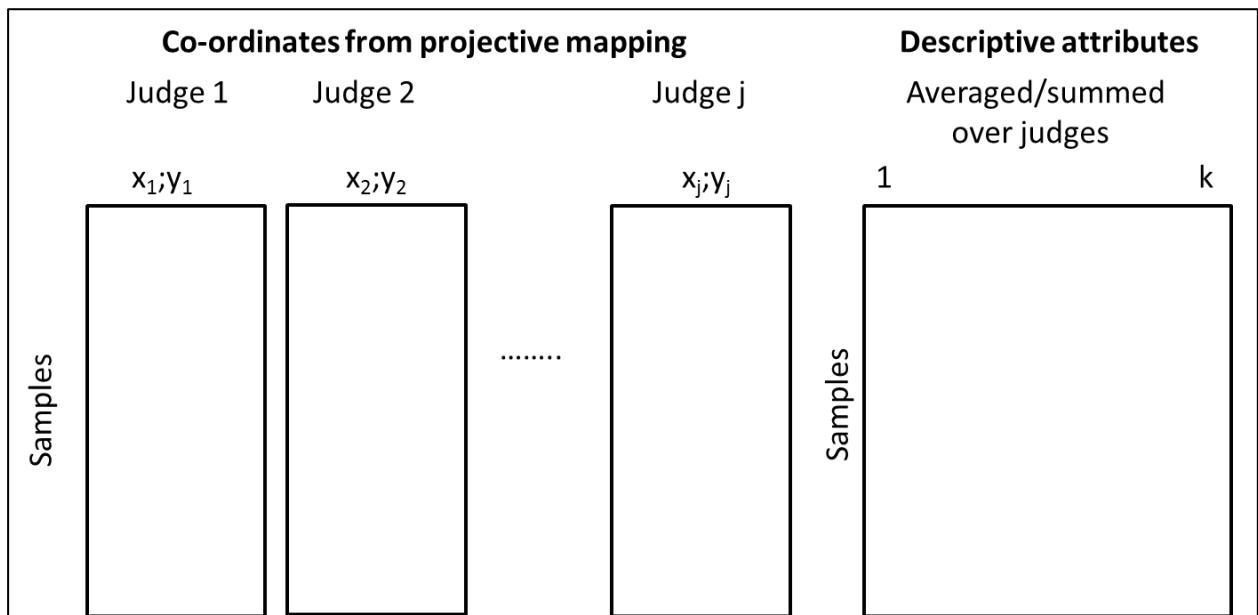 Co-ordinates from projective mapping
Descriptive attributes
Judge 1
Judge 2
Judge j
Averaged/summed
over judges
x₁;y₁
x₂;y₂
xⱼ;yⱼ
1
k
Samples
........
Samples